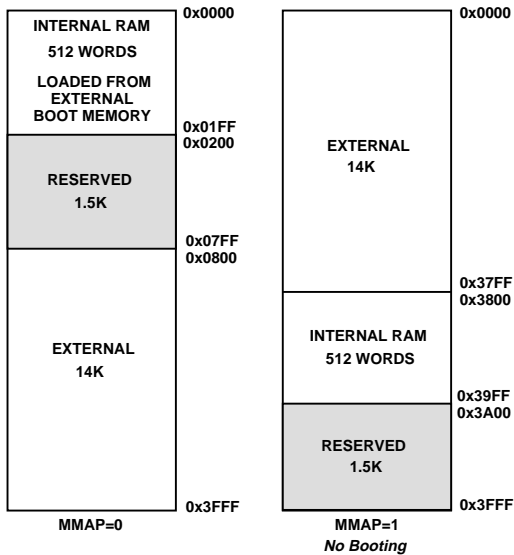 INTERNAL RAM
512 WORDS
LOADED FROM
EXTERNAL
BOOT MEMORY
0x0000
0x01FF
0x0200
RESERVED
1.5K
0x07FF
0x0800
EXTERNAL
14K
0x3FFF
MMAP=0
0x0000
EXTERNAL
14K
0x37FF
0x3800
INTERNAL RAM
512 WORDS
0x39FF
0x3A00
RESERVED
1.5K
0x3FFF
MMAP=1
No Booting